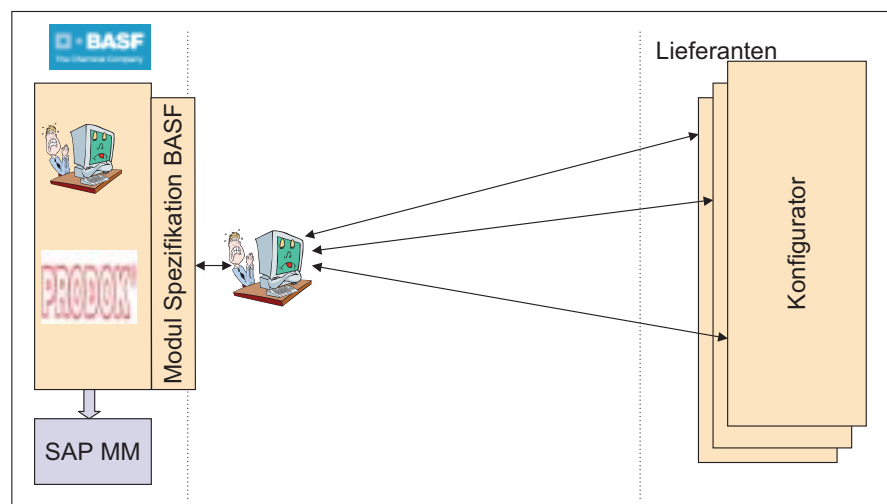 BASF
The Chemical Company
Lieferanten
Modul Spezifikation BASF
PRODOK
Konfigurator
SAP MM